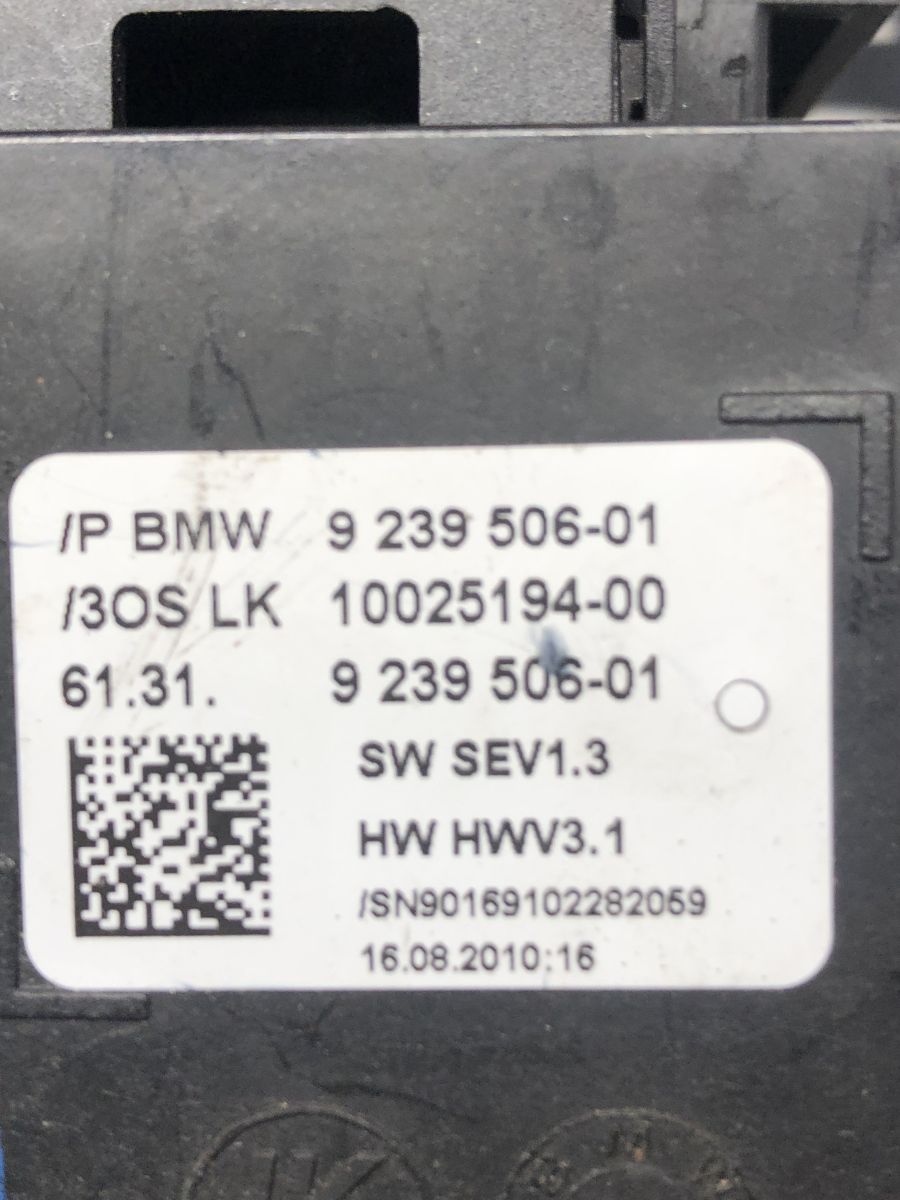 /P BMW 9 239 506-01
/3OS LK 10025194-00
61.31. 9 239 506-01
SW SEV1.3
HW HWV3.1
/SN90169102282059
16.08.2010:16